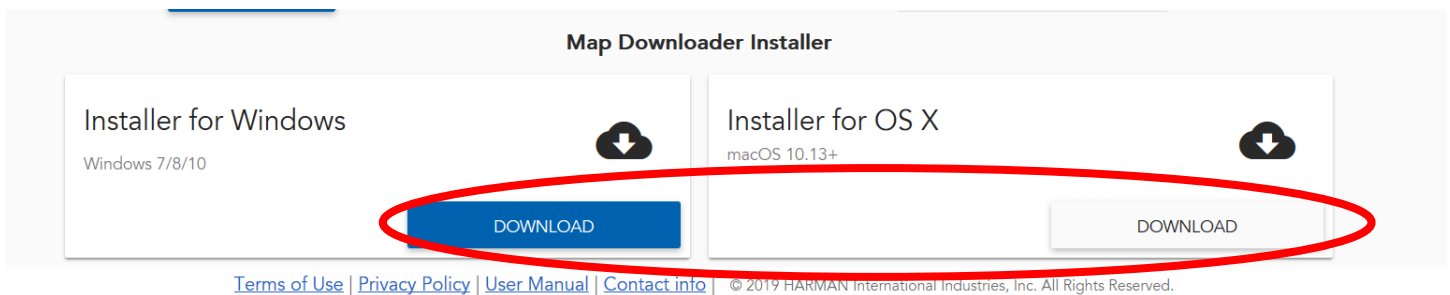 Map Downloader Installer
Installer for Windows
Windows 7/8/10
DOWNLOAD
Installer for OS X
macOS 10.13+
DOWNLOAD
Terms of Use | Privacy Policy | User Manual | Contact info | © 2019 HARMAN International Industries, Inc. All Rights Reserved.